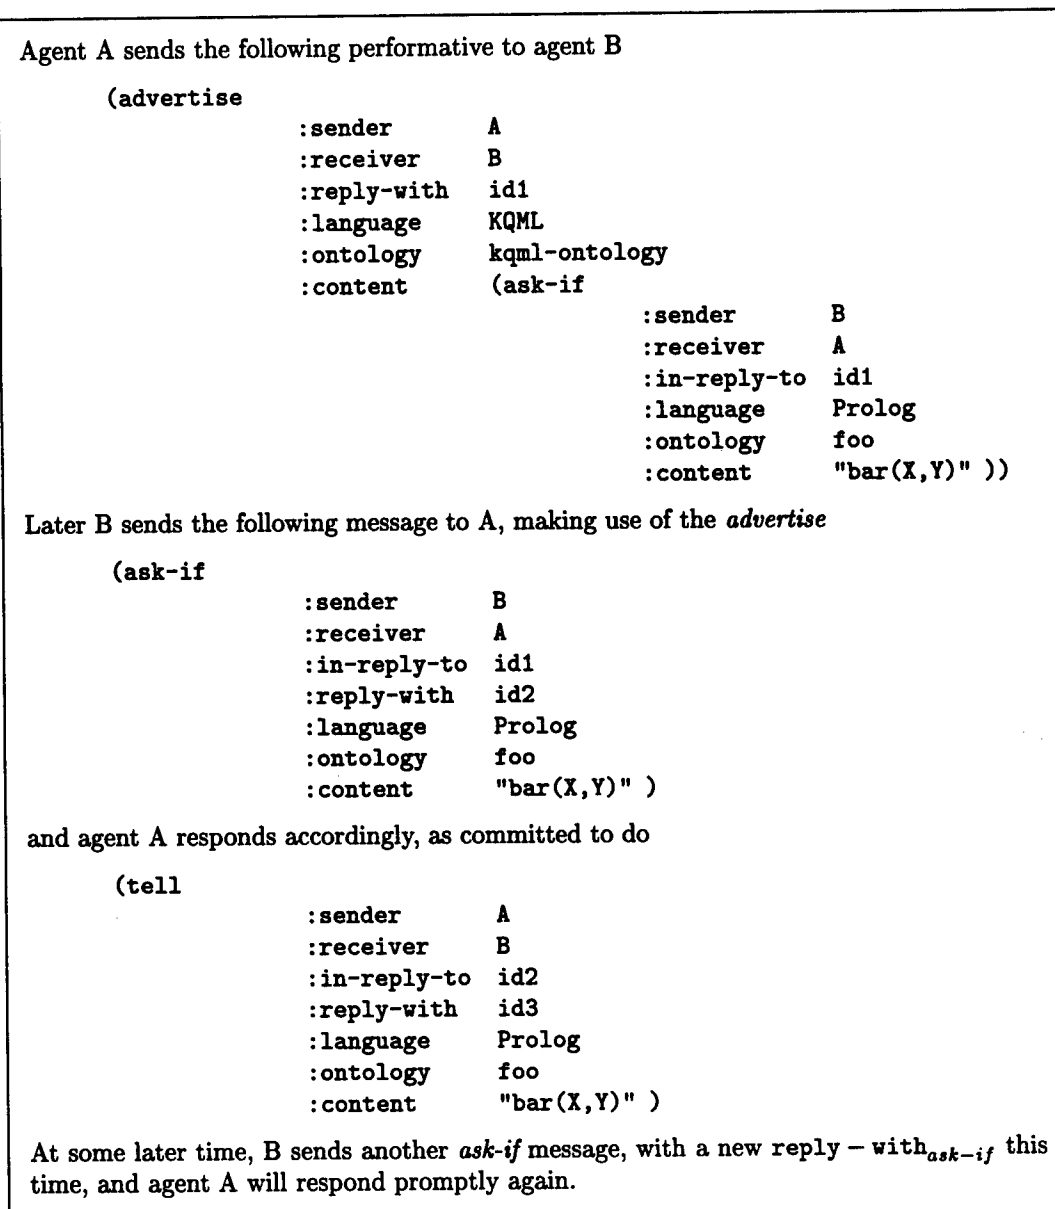 Agent A sends the following performative to agent B
(advertise
:sender A
:receiver B
:reply-with id1
:language KQML
:ontology kqml-ontology
:content (ask-if
:sender B
:receiver A
:in-reply-to id1
:language Prolog
:ontology foo
:content "bar(X,Y)" ))
Later B sends the following message to A, making use of the advertise
(ask-if
:sender B
:receiver A
:in-reply-to id1
:reply-with id2
:language Prolog
:ontology foo
:content "bar(X,Y)" )
and agent A responds accordingly, as committed to do
(tell
:sender A
:receiver B
:in-reply-to id2
:reply-with id3
:language Prolog
:ontology foo
:content "bar(X,Y)" )
At some later time, B sends another ask-if message, with a new reply − with_ask−if this
time, and agent A will respond promptly again.